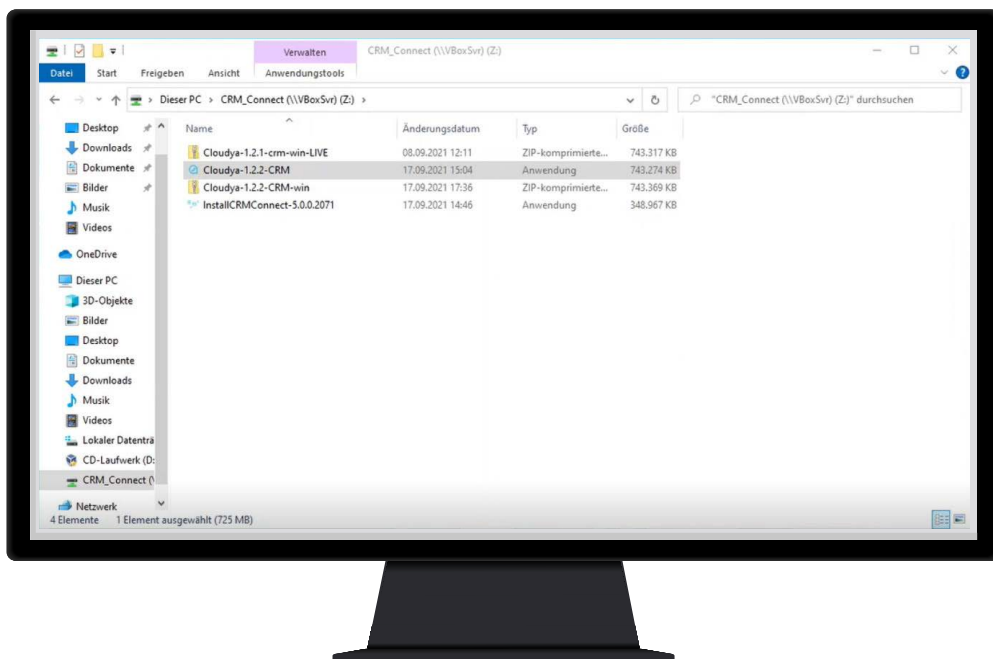 Verwalten CRM_Connect (\\VBoxSvr) (Z:)
Datei Start Freigeben Ansicht Anwendungstools
Dieser PC > CRM_Connect (\\VBoxSvr) (Z:) > "CRM_Connect (\\VBoxSvr) (Z:)" durchsuchen
Name Änderungsdatum Typ Größe
Cloudya-1.2.1-crm-win-LIVE 08.09.2021 12:11 ZIP-komprimierte... 743.317 KB
Cloudya-1.2.2-CRM 17.09.2021 15:04 Anwendung 743.274 KB
Cloudya-1.2.2-CRM-win 17.09.2021 17:36 ZIP-komprimierte... 743.369 KB
InstallCRMConnect-5.0.0.2071 17.09.2021 14:46 Anwendung 348.967 KB
Desktop
Downloads
Dokumente
Bilder
Musik
Videos
OneDrive
Dieser PC
3D-Objekte
Bilder
Desktop
Dokumente
Downloads
Musik
Videos
Lokaler Datenträ
CD-Laufwerk (D:
CRM_Connect (\
Netzwerk
4 Elemente 1 Element ausgewählt (725 MB)